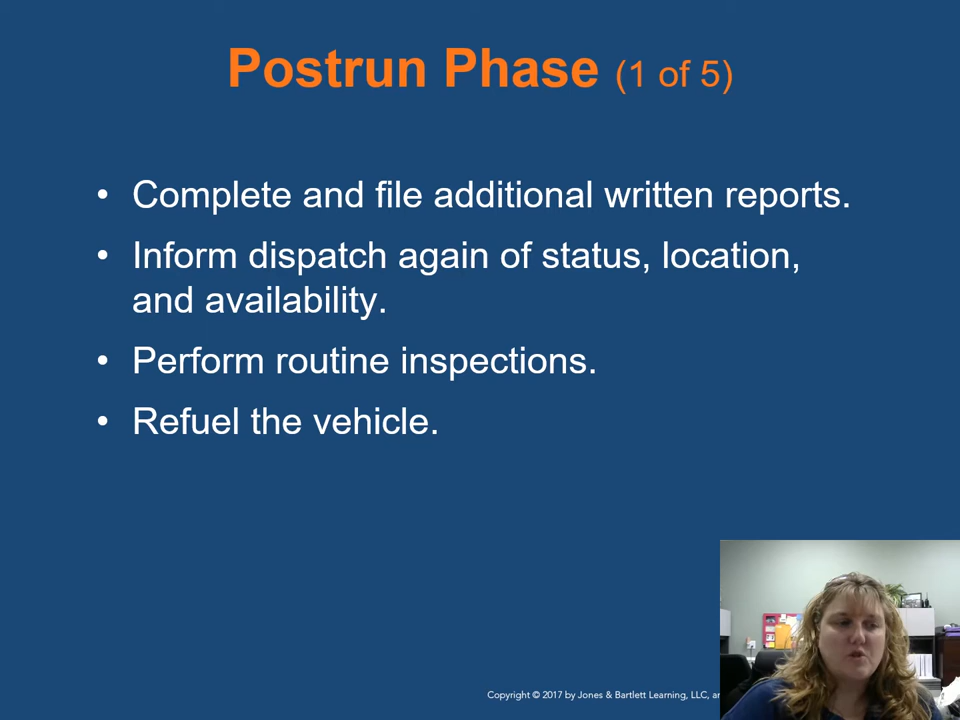 Postrun Phase (1 of 5)
• Complete and file additional written reports.
• Inform dispatch again of status, location,
and availability.
• Perform routine inspections.
• Refuel the vehicle.
Copyright © 2017 by Jones & Bartlett Learning, LLC,